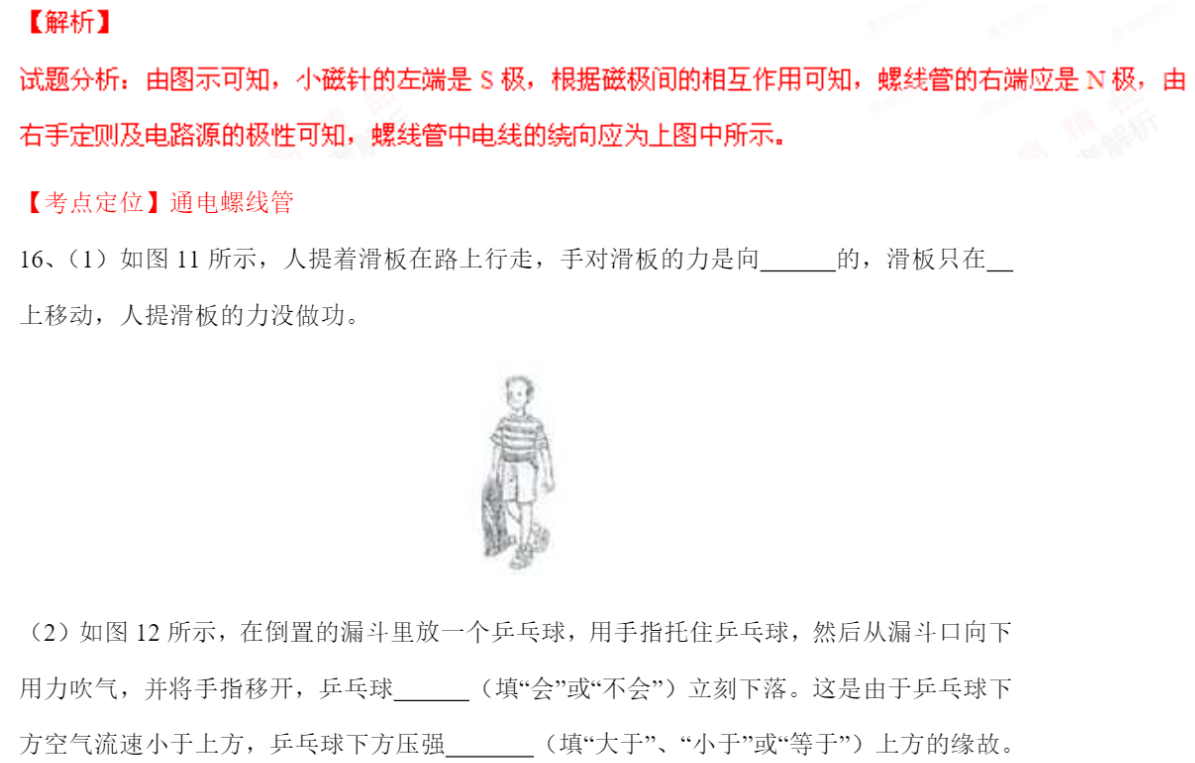 【解析】
试题分析：由图示可知，小磁针的左端是 S 极，根据磁极间的相互作用可知，螺线管的右端应是 N 极，由
右手定则及电路源的极性可知，螺线管中电线的绕向应为上图中所示。
【考点定位】通电螺线管
16、（1）如图 11 所示，人提着滑板在路上行走，手对滑板的力是向______的，滑板只在__
上移动，人提滑板的力没做功。
（2）如图 12 所示，在倒置的漏斗里放一个乒乓球，用手指托住乒乓球，然后从漏斗口向下
用力吹气，并将手指移开，乒乓球______（填“会”或“不会”）立刻下落。这是由于乒乓球下
方空气流速小于上方，乒乓球下方压强_______（填“大于”、“小于”或“等于”）上方的缘故。